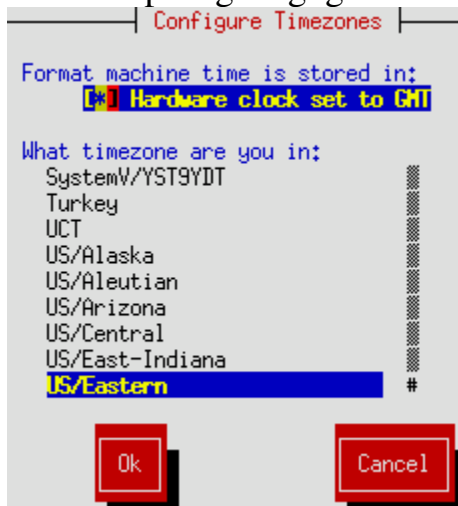 Configure Timezones
Format machine time is stored in:
[*] Hardware clock set to GMT
What timezone are you in:
SystemV/YST9YDT
Turkey
UCT
US/Alaska
US/Aleutian
US/Arizona
US/Central
US/East-Indiana
US/Eastern #
Ok Cancel